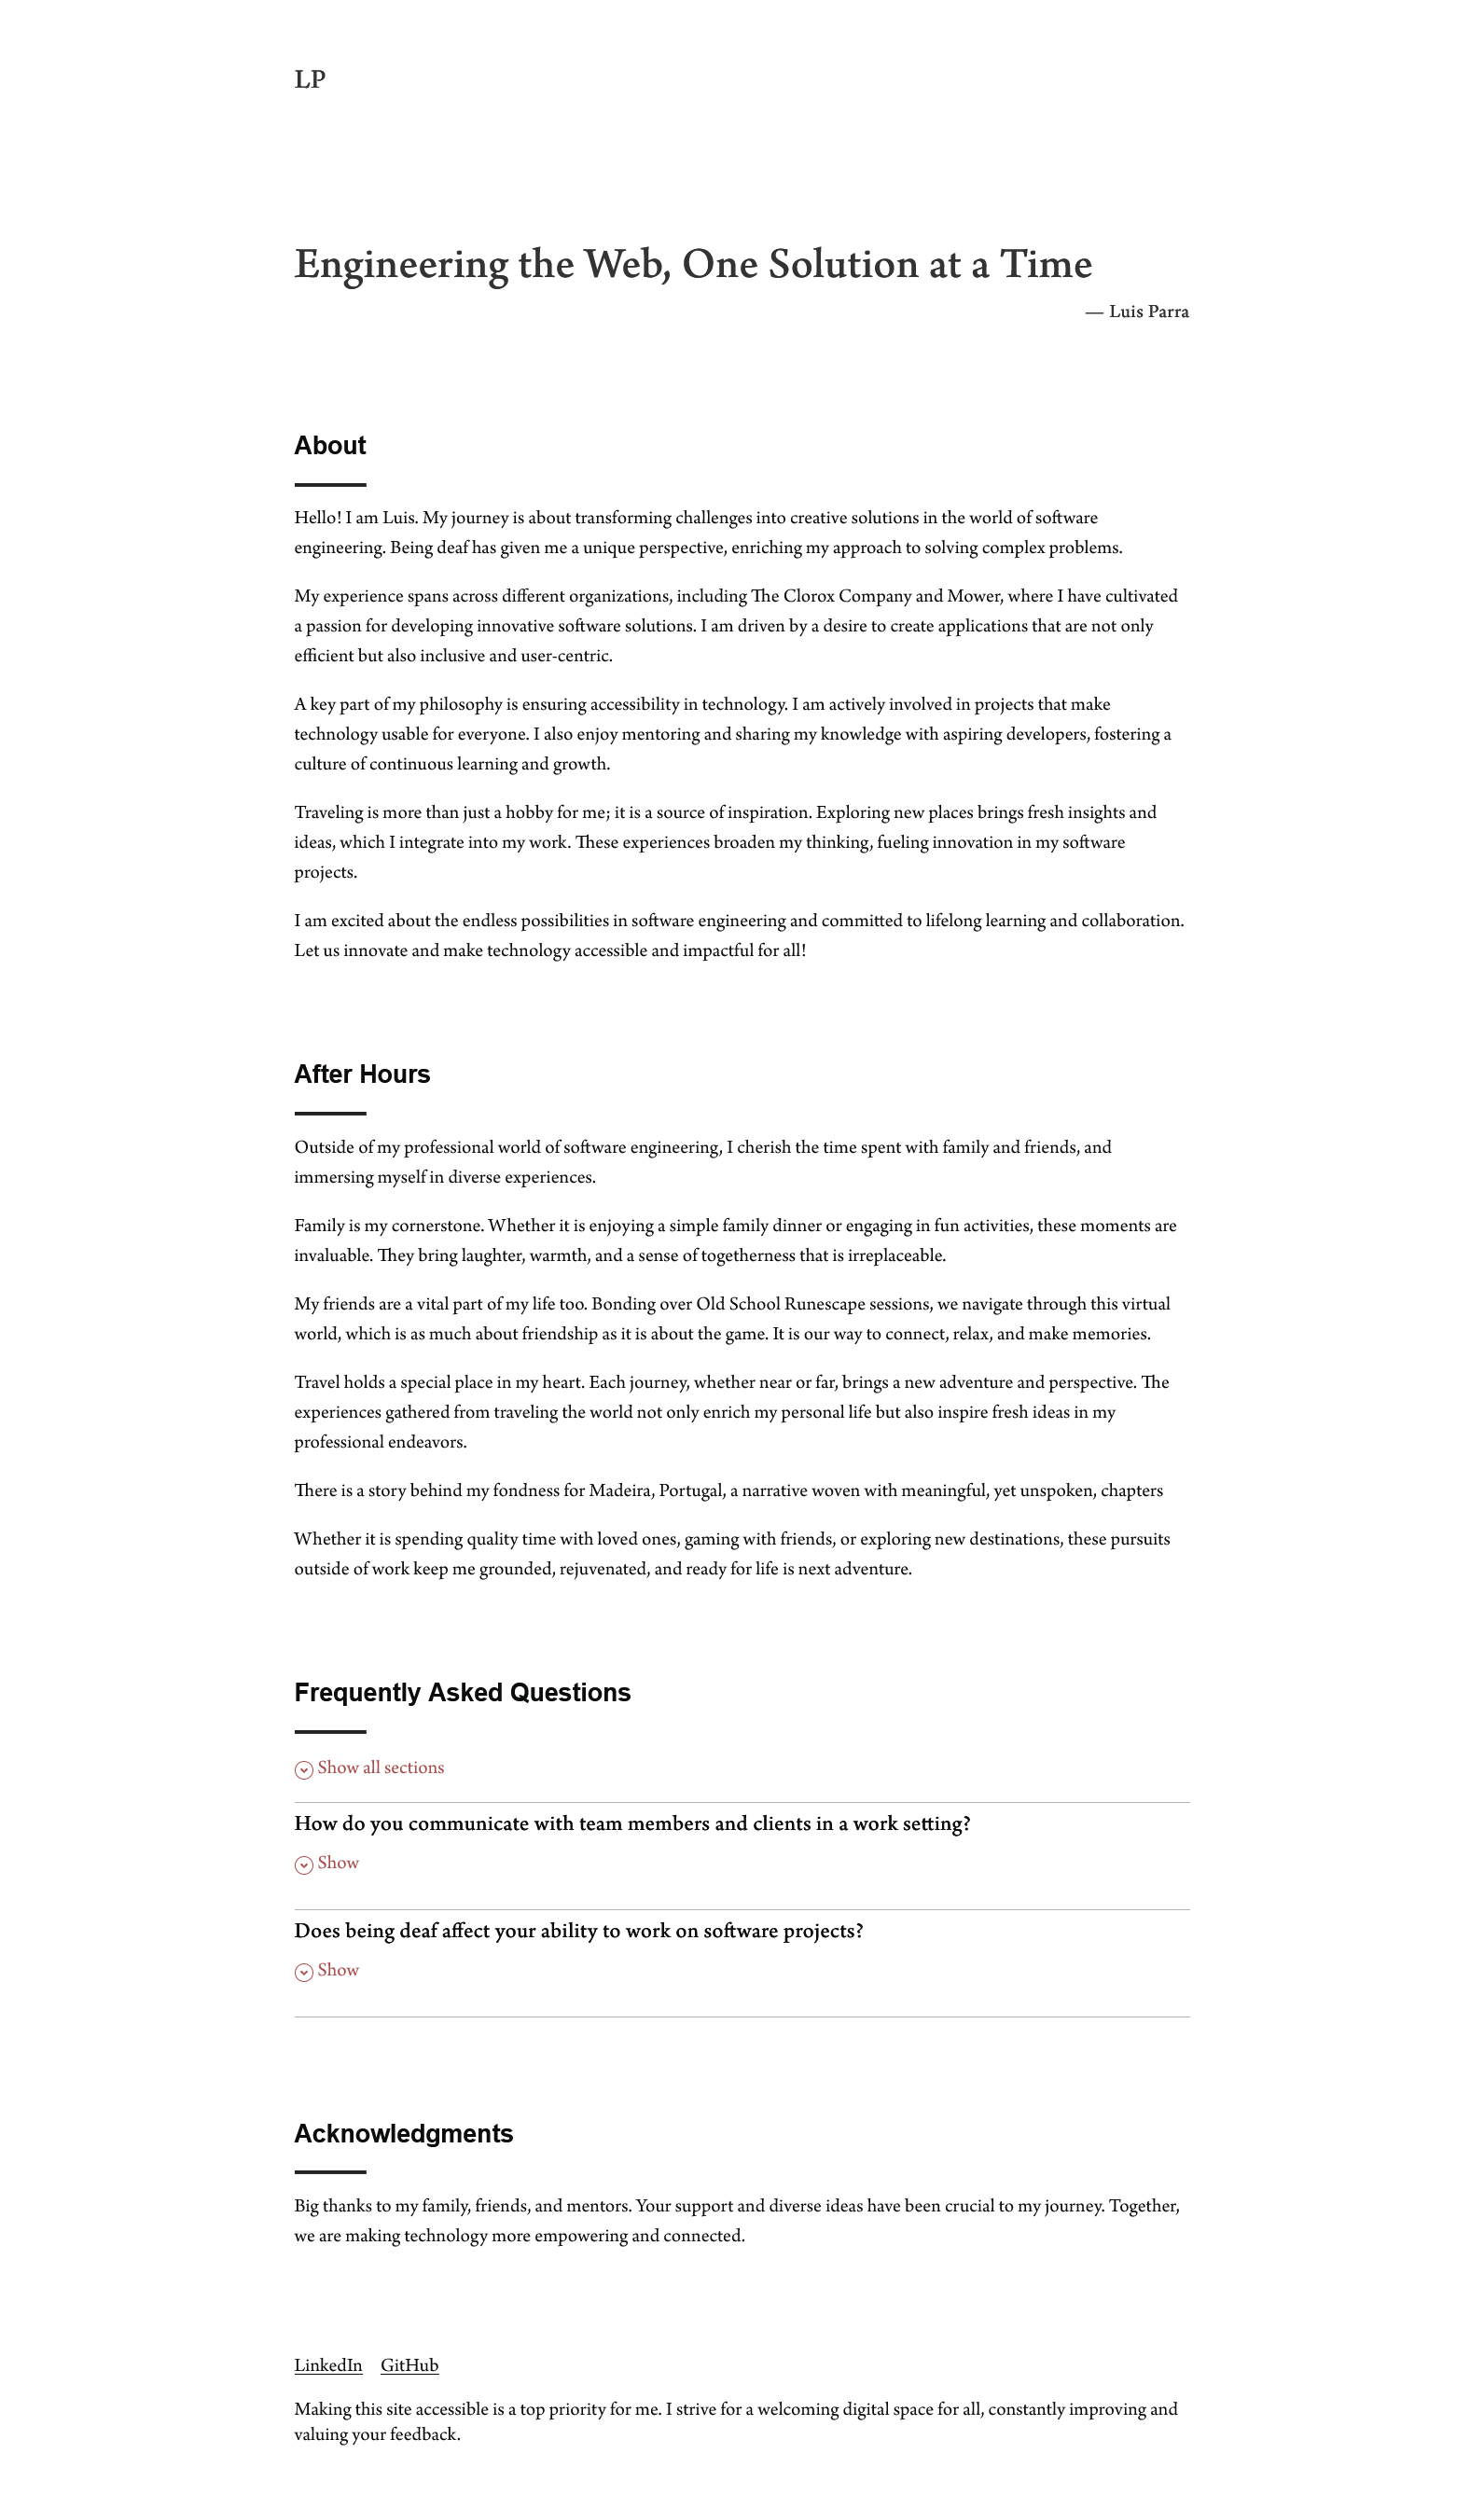 LP
Engineering the Web, One Solution at a Time
— Luis Parra
About
Hello! I am Luis. My journey is about transforming challenges into creative solutions in the world of software
engineering. Being deaf has given me a unique perspective, enriching my approach to solving complex problems.
My experience spans across different organizations, including The Clorox Company and Mower, where I have cultivated
a passion for developing innovative software solutions. I am driven by a desire to create applications that are not only
efficient but also inclusive and user-centric.
A key part of my philosophy is ensuring accessibility in technology. I am actively involved in projects that make
technology usable for everyone. I also enjoy mentoring and sharing my knowledge with aspiring developers, fostering a
culture of continuous learning and growth.
Traveling is more than just a hobby for me; it is a source of inspiration. Exploring new places brings fresh insights and
ideas, which I integrate into my work. These experiences broaden my thinking, fueling innovation in my software
projects.
I am excited about the endless possibilities in software engineering and committed to lifelong learning and collaboration.
Let us innovate and make technology accessible and impactful for all!
After Hours
Outside of my professional world of software engineering, I cherish the time spent with family and friends, and
immersing myself in diverse experiences.
Family is my cornerstone. Whether it is enjoying a simple family dinner or engaging in fun activities, these moments are
invaluable. They bring laughter, warmth, and a sense of togetherness that is irreplaceable.
My friends are a vital part of my life too. Bonding over Old School Runescape sessions, we navigate through this virtual
world, which is as much about friendship as it is about the game. It is our way to connect, relax, and make memories.
Travel holds a special place in my heart. Each journey, whether near or far, brings a new adventure and perspective. The
experiences gathered from traveling the world not only enrich my personal life but also inspire fresh ideas in my
professional endeavors.
There is a story behind my fondness for Madeira, Portugal, a narrative woven with meaningful, yet unspoken, chapters
Whether it is spending quality time with loved ones, gaming with friends, or exploring new destinations, these pursuits
outside of work keep me grounded, rejuvenated, and ready for life is next adventure.
Frequently Asked Questions
Show all sections
How do you communicate with team members and clients in a work setting?
Show
Does being deaf affect your ability to work on software projects?
Show
Acknowledgments
Big thanks to my family, friends, and mentors. Your support and diverse ideas have been crucial to my journey. Together,
we are making technology more empowering and connected.
LinkedIn GitHub
Making this site accessible is a top priority for me. I strive for a welcoming digital space for all, constantly improving and
valuing your feedback.